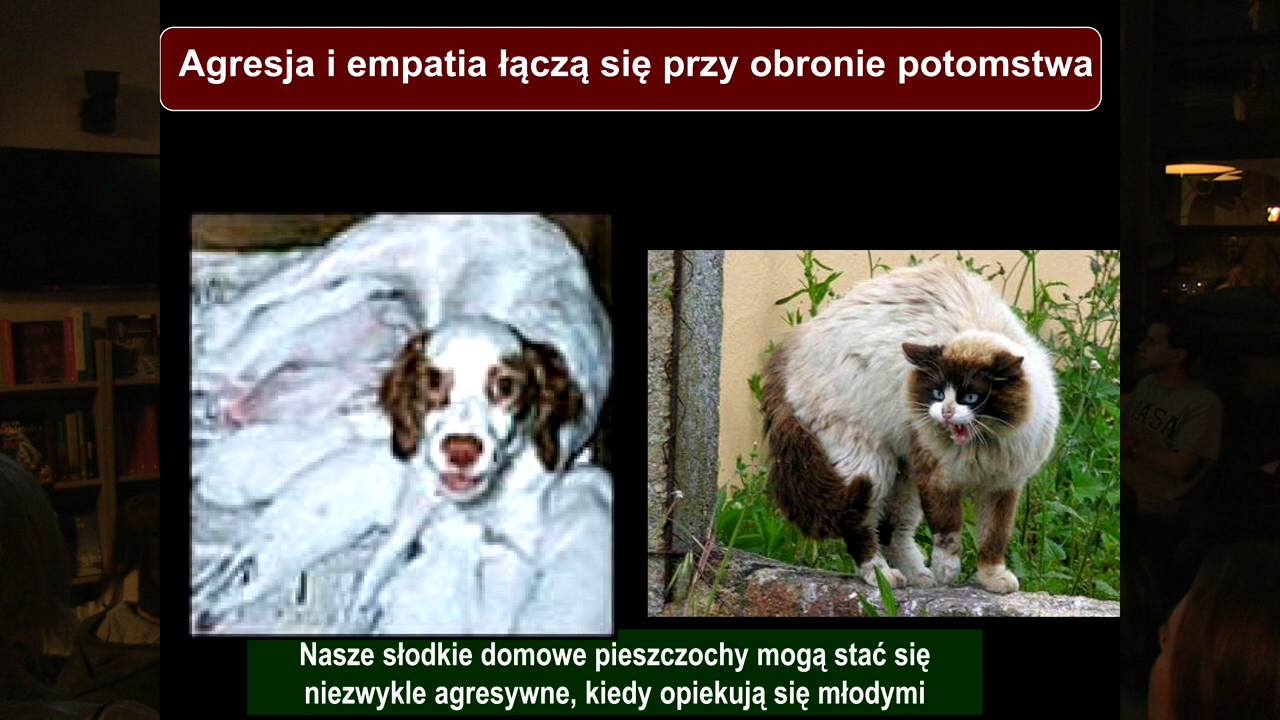 Agresja i empatia łączą się przy obronie potomstwa
NASA
Nasze słodkie domowe pieszczochy mogą stać się
niezwykle agresywne, kiedy opiekują się młodymi